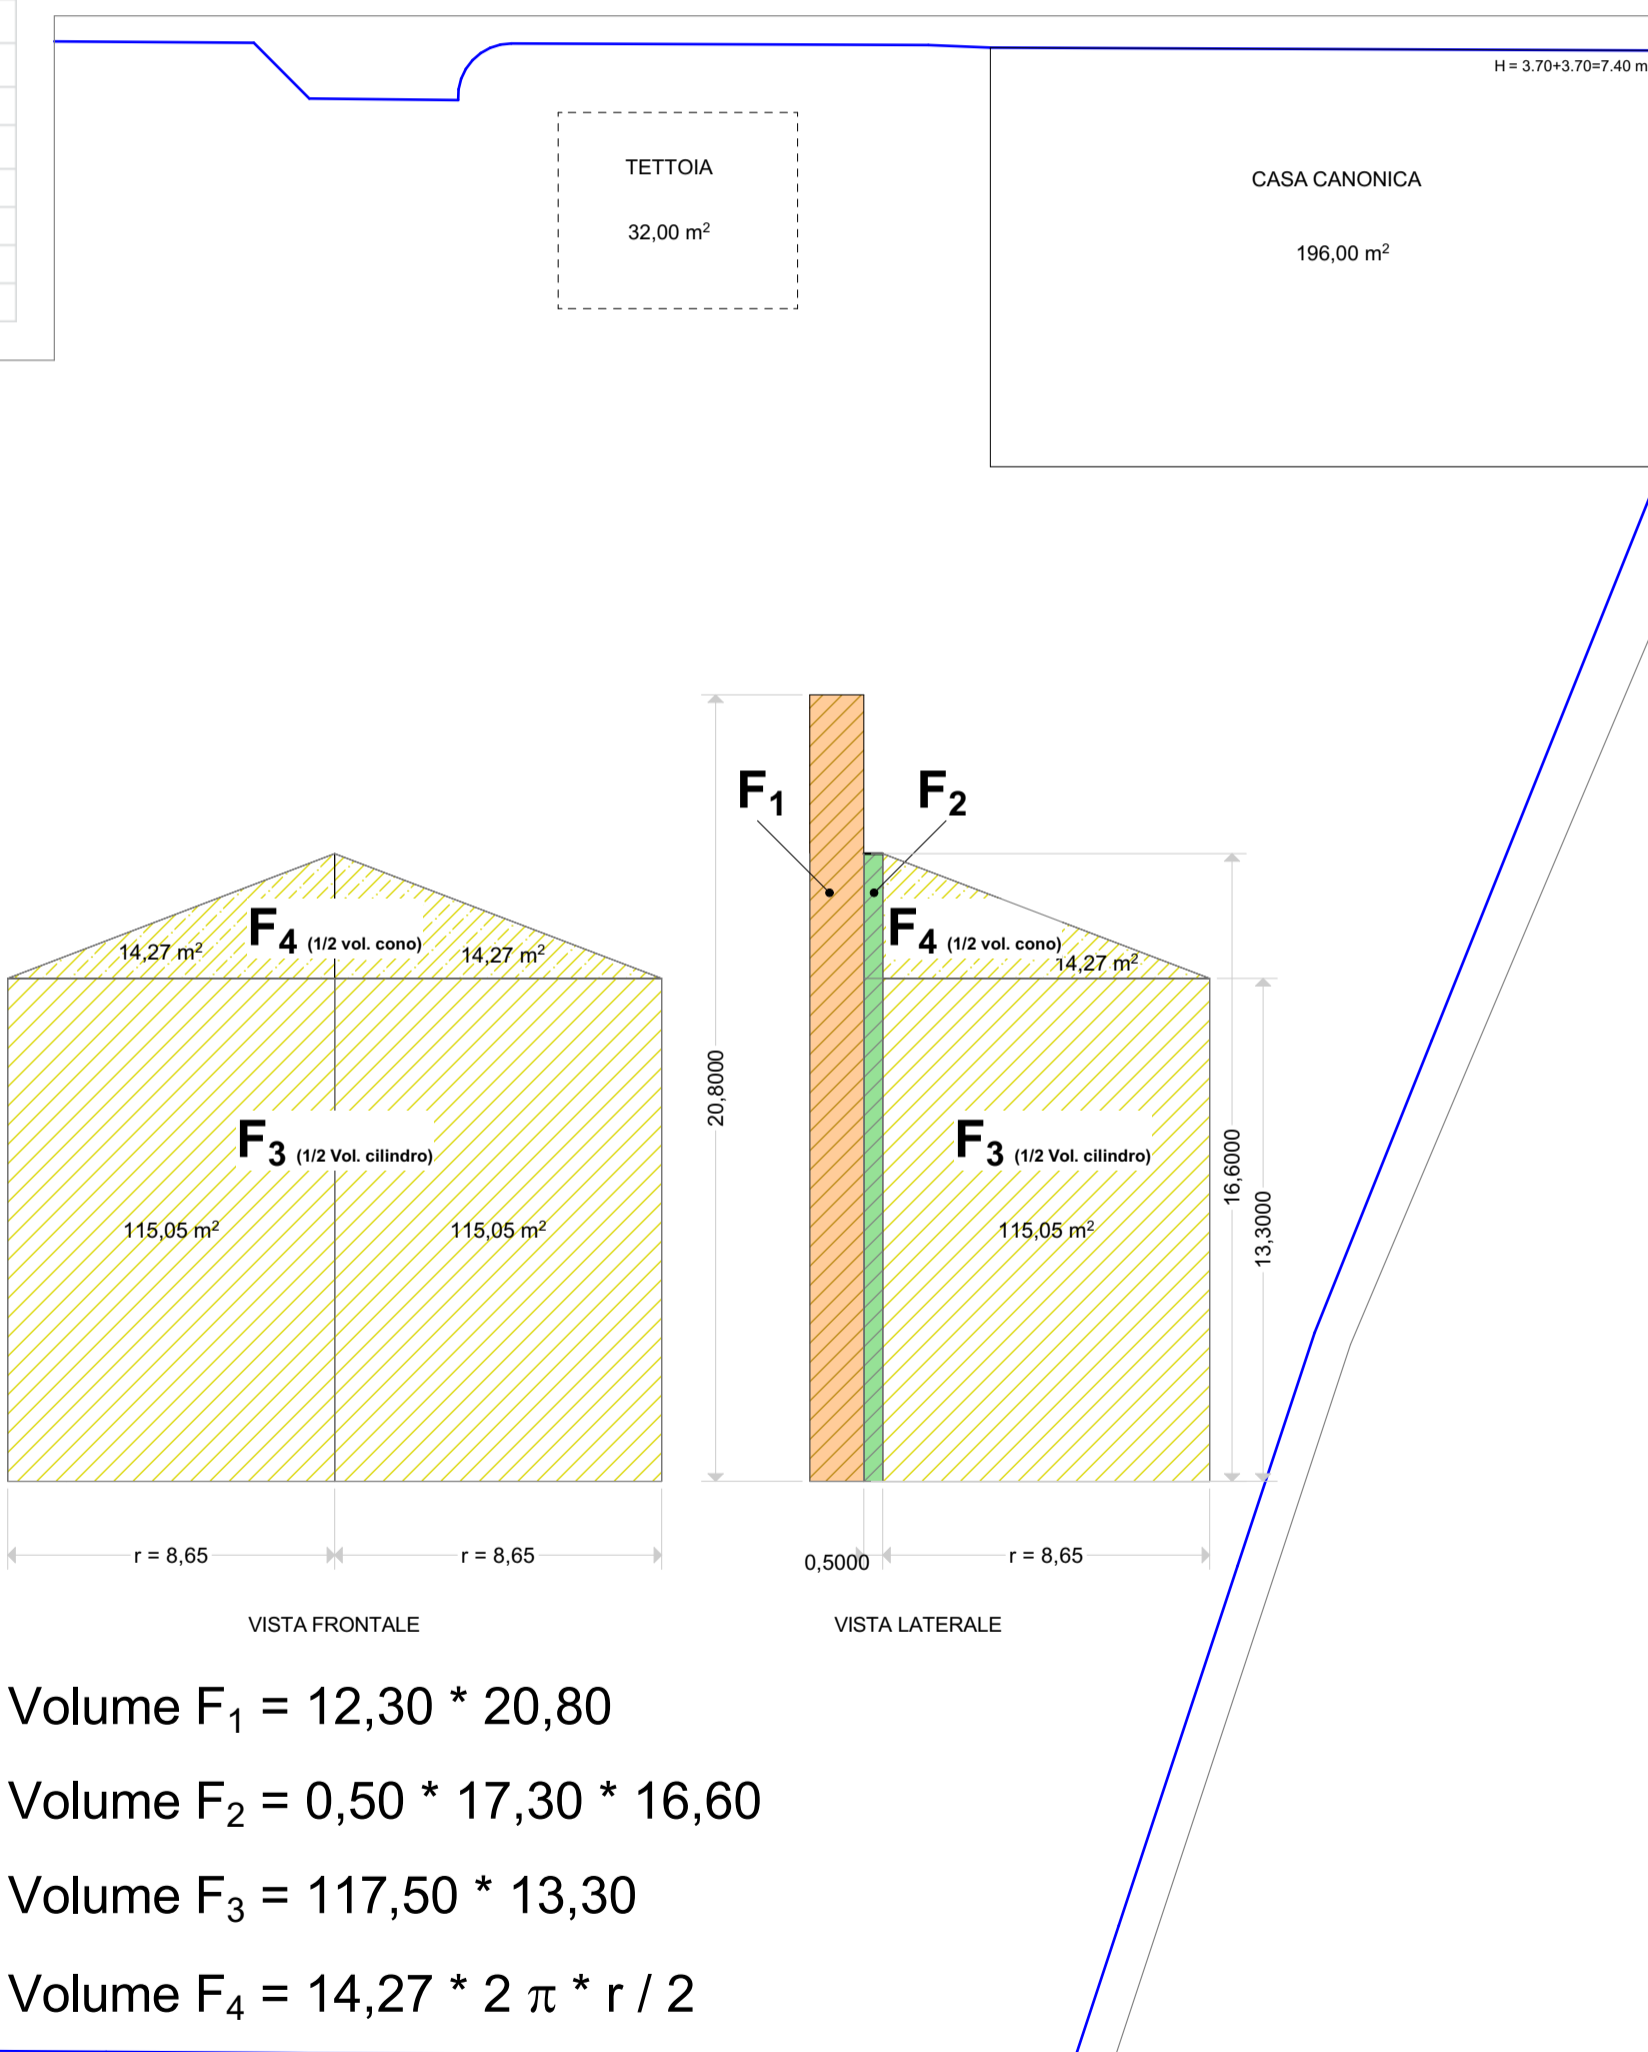 H = 3.70+3.70=7.40 m
TETTOIA
32,00 m²
CASA CANONICA
196,00 m²
F₁
F₂
F₄ (1/2 vol. cono)
14,27 m²
14,27 m²
F₄ (1/2 vol. cono)
14,27 m²
20,8000
F₃ (1/2 Vol. cilindro)
115,05 m²
115,05 m²
F₃ (1/2 Vol. cilindro)
115,05 m²
16,6000
13,3000
r = 8,65
r = 8,65
0,5000
r = 8,65
VISTA FRONTALE
VISTA LATERALE
Volume F₁ = 12,30 * 20,80
Volume F₂ = 0,50 * 17,30 * 16,60
Volume F₃ = 117,50 * 13,30
Volume F₄ = 14,27 * 2 π * r / 2